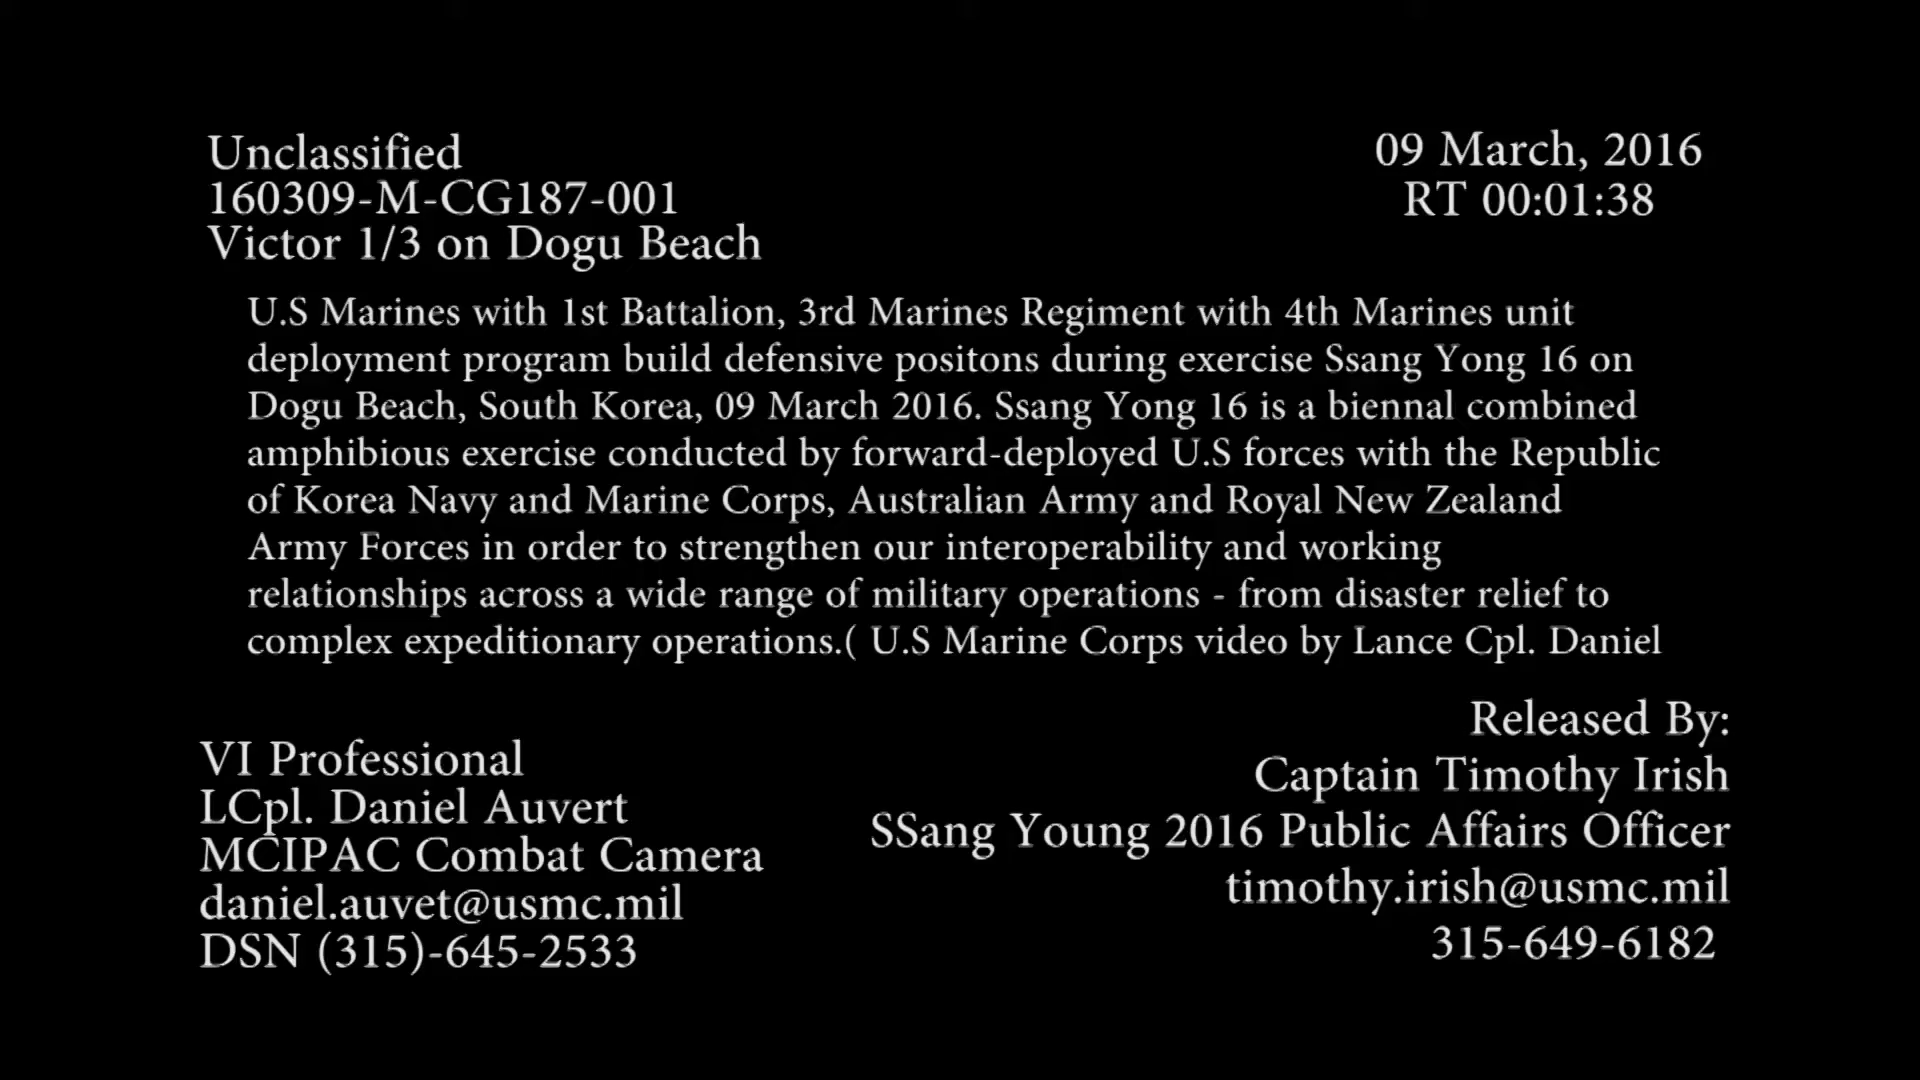 Unclassified
160309-M-CG187-001
Victor 1/3 on Dogu Beach
09 March, 2016
RT 00:01:38
U.S Marines with 1st Battalion, 3rd Marines Regiment with 4th Marines unit
deployment program build defensive positons during exercise Ssang Yong 16 on
Dogu Beach, South Korea, 09 March 2016. Ssang Yong 16 is a biennal combined
amphibious exercise conducted by forward-deployed U.S forces with the Republic
of Korea Navy and Marine Corps, Australian Army and Royal New Zealand
Army Forces in order to strengthen our interoperability and working
relationships across a wide range of military operations - from disaster relief to
complex expeditionary operations.( U.S Marine Corps video by Lance Cpl. Daniel
VI Professional
LCpl. Daniel Auvert
MCIPAC Combat Camera
daniel.auvet@usmc.mil
DSN (315)-645-2533
Released By:
Captain Timothy Irish
SSang Young 2016 Public Affairs Officer
timothy.irish@usmc.mil
315-649-6182